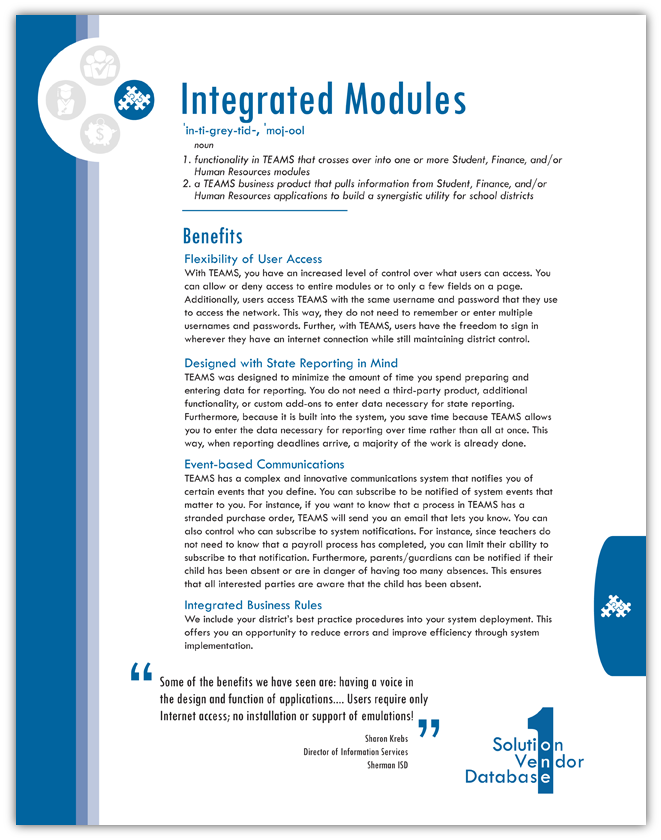 Integrated Modules
'in-ti-grey-tid-, 'moj-ool
noun
1. functionality in TEAMS that crosses over into one or more Student, Finance, and/or
Human Resources modules
2. a TEAMS business product that pulls information from Student, Finance, and/or
Human Resources applications to build a synergistic utility for school districts
Benefits
Flexibility of User Access
With TEAMS, you have an increased level of control over what users can access. You
can allow or deny access to entire modules or to only a few fields on a page.
Additionally, users access TEAMS with the same username and password that they use
to access the network. This way, they do not need to remember or enter multiple
usernames and passwords. Further, with TEAMS, users have the freedom to sign in
wherever they have an internet connection while still maintaining district control.
Designed with State Reporting in Mind
TEAMS was designed to minimize the amount of time you spend preparing and
entering data for reporting. You do not need a third-party product, additional
functionality, or custom add-ons to enter data necessary for state reporting.
Furthermore, because it is built into the system, you save time because TEAMS allows
you to enter the data necessary for reporting over time rather than all at once. This
way, when reporting deadlines arrive, a majority of the work is already done.
Event-based Communications
TEAMS has a complex and innovative communications system that notifies you of
certain events that you define. You can subscribe to be notified of system events that
matter to you. For instance, if you want to know that a process in TEAMS has a
stranded purchase order, TEAMS will send you an email that lets you know. You can
also control who can subscribe to system notifications. For instance, since teachers do
not need to know that a payroll process has completed, you can limit their ability to
subscribe to that notification. Furthermore, parents/guardians can be notified if their
child has been absent or are in danger of having too many absences. This ensures
that all interested parties are aware that the child has been absent.
Integrated Business Rules
We include your district's best practice procedures into your system deployment. This
offers you an opportunity to reduce errors and improve efficiency through system
implementation.
“ Some of the benefits we have seen are: having a voice in
the design and function of applications.... Users require only
Internet access; no installation or support of emulations! ”
Sharon Krebs
Director of Information Services
Sherman ISD
1
Solution
Vendor
Database